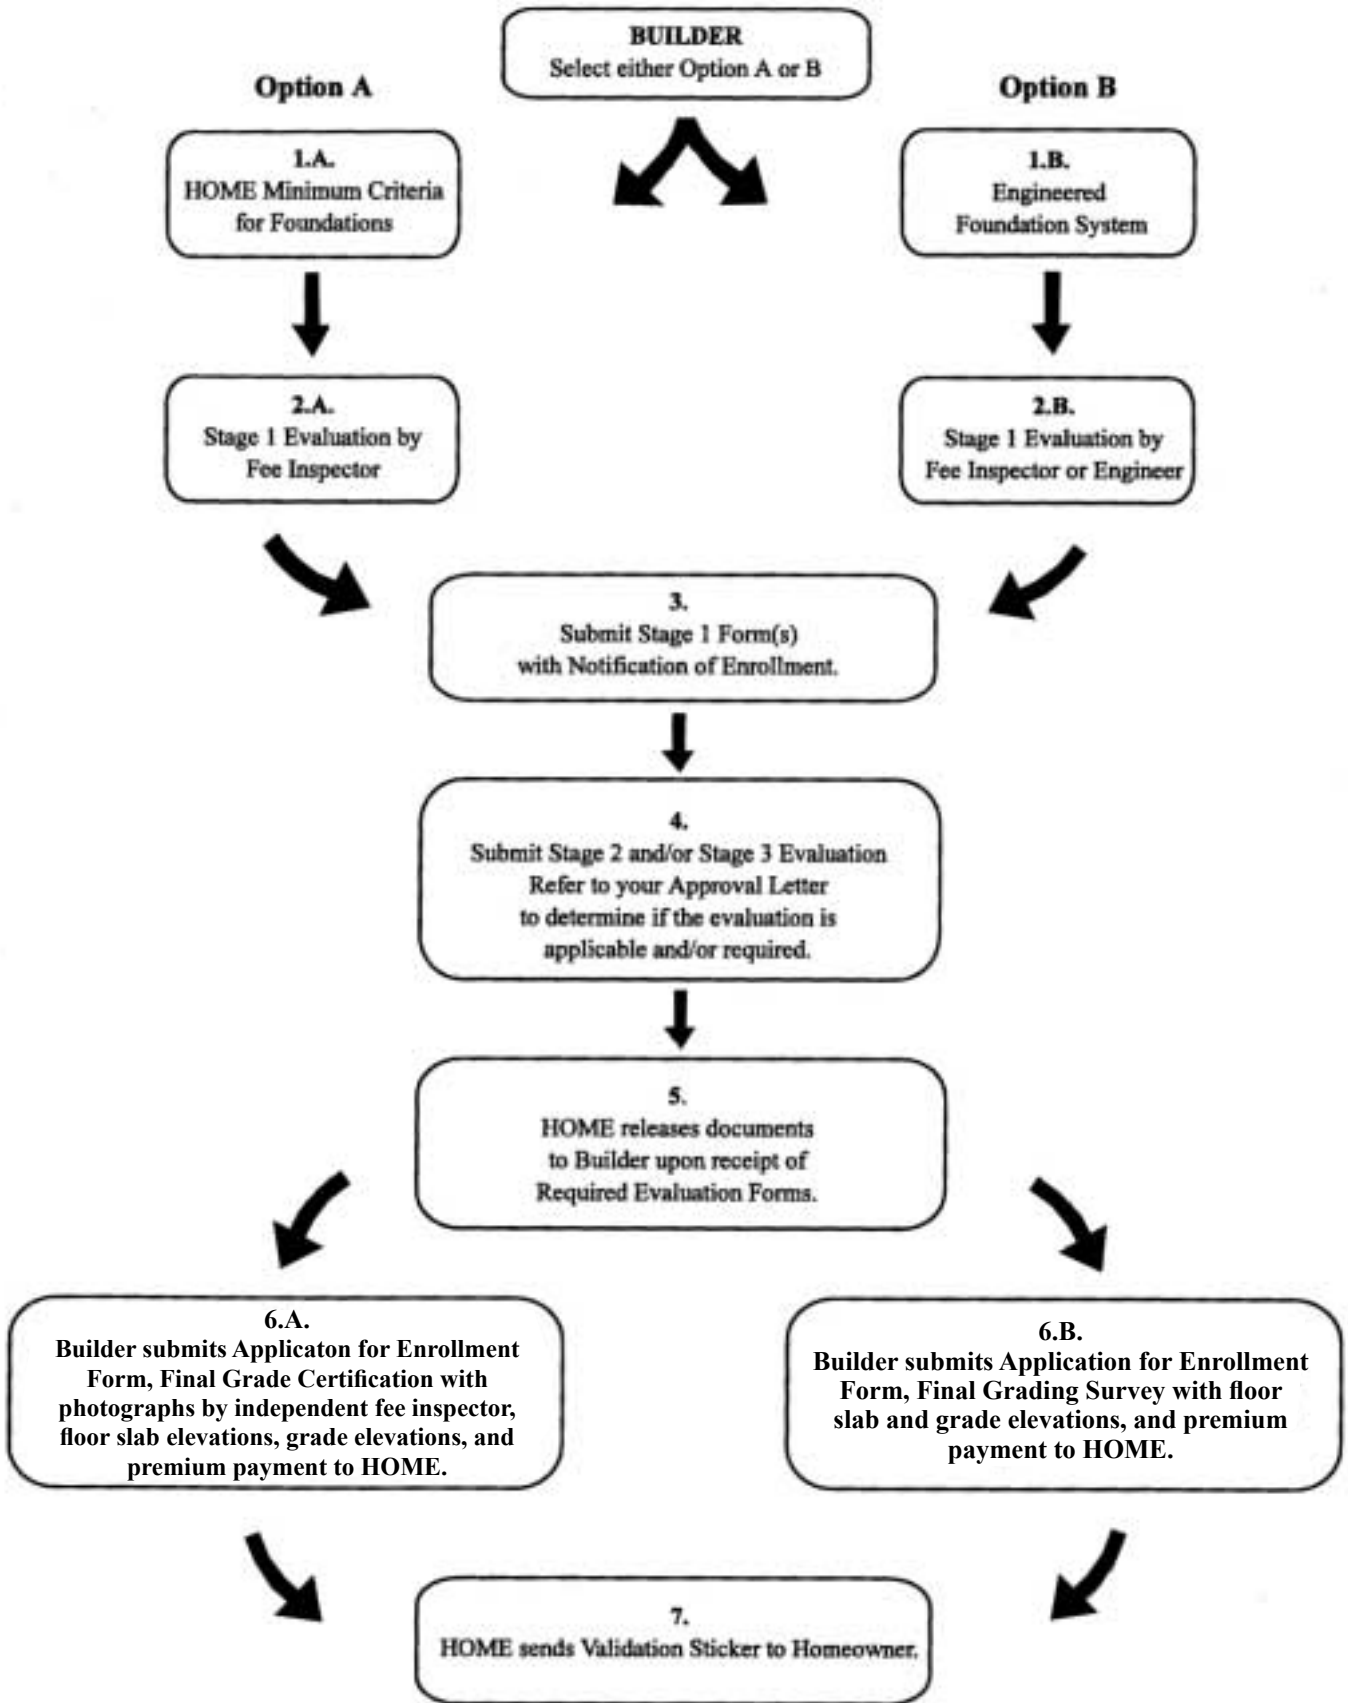 BUILDER
Select either Option A or B
Option A
Option B
1.A.
HOME Minimum Criteria
for Foundations
1.B.
Engineered
Foundation System
2.A.
Stage 1 Evaluation by
Fee Inspector
2.B.
Stage 1 Evaluation by
Fee Inspector or Engineer
3.
Submit Stage 1 Form(s)
with Notification of Enrollment.
4.
Submit Stage 2 and/or Stage 3 Evaluation
Refer to your Approval Letter
to determine if the evaluation is
applicable and/or required.
5.
HOME releases documents
to Builder upon receipt of
Required Evaluation Forms.
6.A.
Builder submits Applicaton for Enrollment
Form, Final Grade Certification with
photographs by independent fee inspector,
floor slab elevations, grade elevations, and
premium payment to HOME.
6.B.
Builder submits Application for Enrollment
Form, Final Grading Survey with floor
slab and grade elevations, and premium
payment to HOME.
7.
HOME sends Validation Sticker to Homeowner.